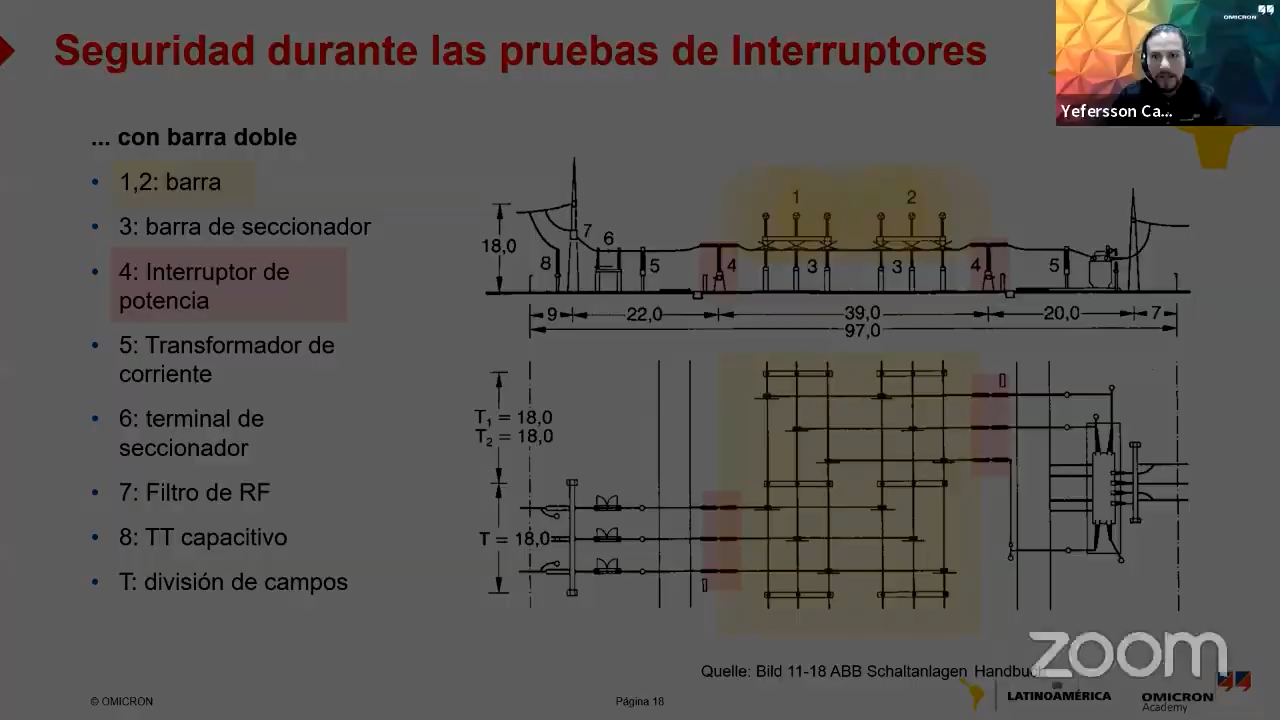 Seguridad durante las pruebas de Interruptores
OMICRON
Yefersson Ca...
... con barra doble
• 1,2: barra
• 3: barra de seccionador
• 4: Interruptor de
potencia
• 5: Transformador de
corriente
• 6: terminal de
seccionador
• 7: Filtro de RF
• 8: TT capacitivo
• T: división de campos
1 2
18,0
7 6
8 5 4 3 3 4 5
9 22,0 39,0 20,0 7
97,0
T1 = 18,0
T2 = 18,0
T = 18,0
Quelle: Bild 11-18 ABB Schaltanlagen Handbuch
zoom
© OMICRON
Página 18
LATINOAMÉRICA
OMICRON
Academy